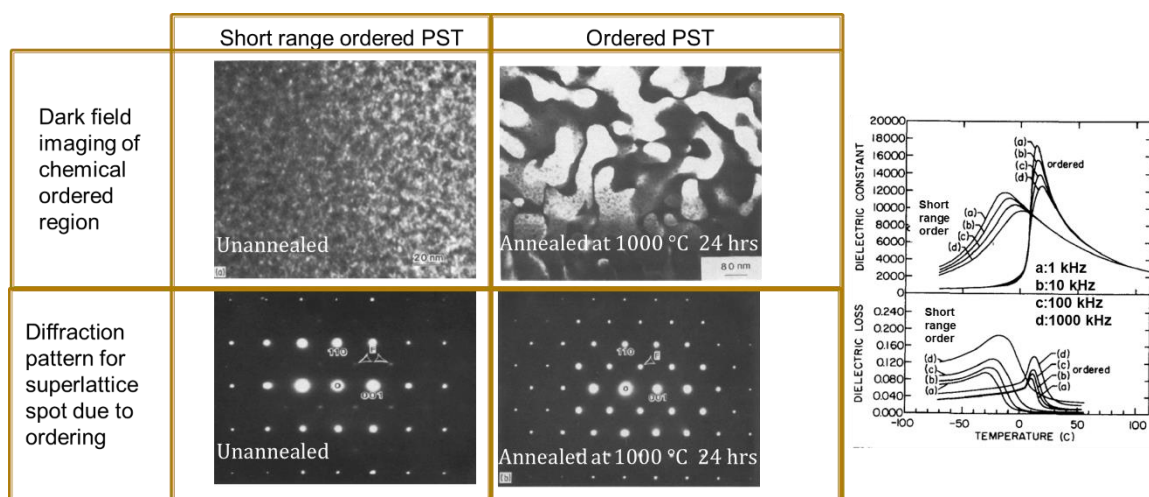 Short range ordered PST
Ordered PST
Dark field
imaging of
chemical
ordered
region
Unannealed
20 nm
(a)
Annealed at 1000 °C 24 hrs
80 nm
Diffraction
pattern for
superlattice
spot due to
ordering
F
1̄10
001
Unannealed
F
1̄10
001
Annealed at 1000 °C 24 hrs
(b)
DIELECTRIC CONSTANT
20000
18000
16000
14000
12000
10000
8000
6000
4000
2000
0
(a)
(b)
(c)
(d)
ordered
Short
range
order
(a)
(b)
(c)
(d)
a:1 kHz
b:10 kHz
c:100 kHz
d:1000 kHz
DIELECTRIC LOSS
0.240
0.200
0.160
0.120
0.080
0.040
0.000
Short
range
order
(d)
(c)
(b)
(a)
(d)
(c)
(b)
(a)
ordered
-100
-50
0
50
100
TEMPERATURE (C)